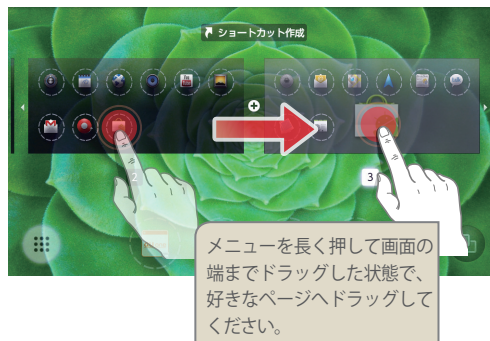 ショートカット作成
2
3
メニューを長く押して画面の
端までドラッグした状態で、
好きなページへドラッグして
ください。